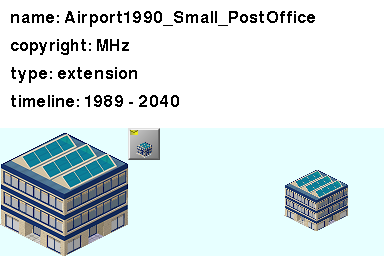 name: Airport1990_Small_PostOffice
copyright: MHz
type: extension
timeline: 1989 - 2040